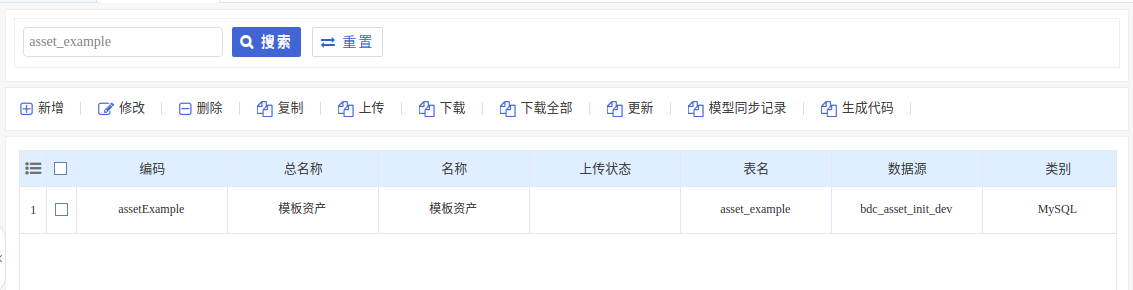 asset_example 搜索 重置
新增 修改 删除 复制 上传 下载 下载全部 更新 模型同步记录 生成代码
编码 总名称 名称 上传状态 表名 数据源 类别
1 assetExample 模板资产 模板资产 asset_example bdc_asset_init_dev MySQL